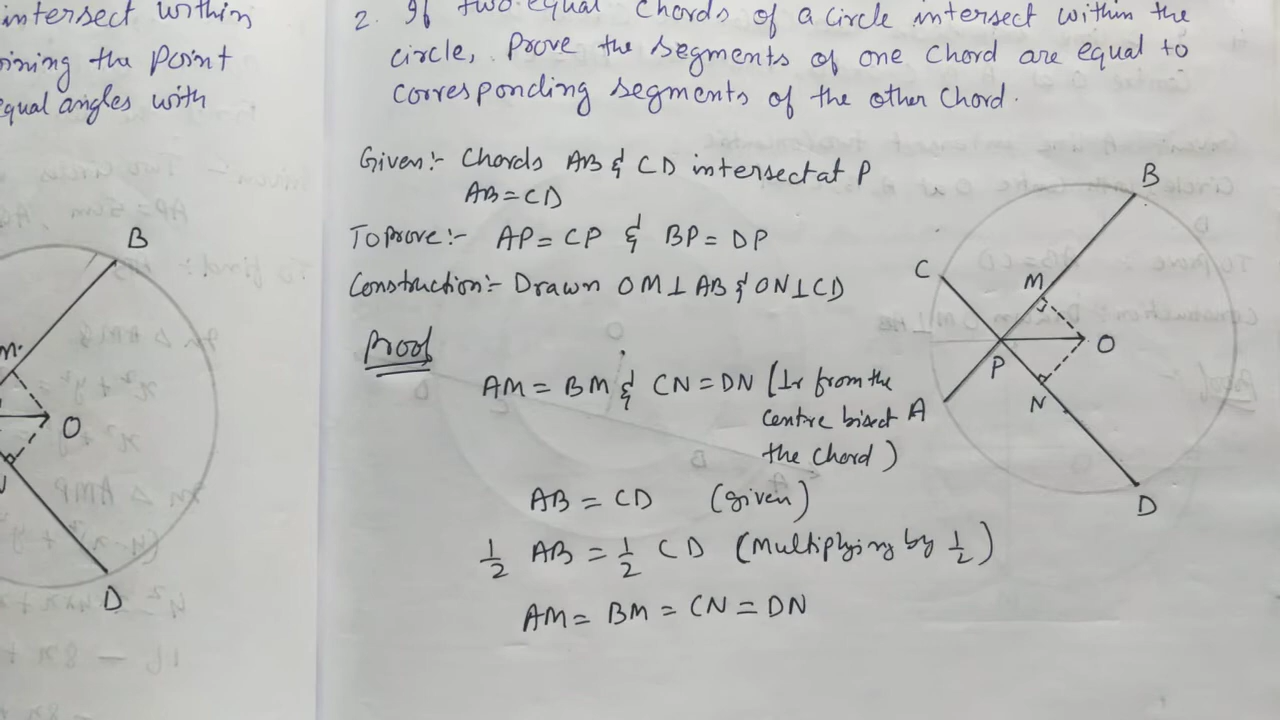 intersect within
ining the Point
equal angles with
B
M
O
D
2. If two equal Chords of a circle intersect within the
circle, Prove the segments of one Chord are equal to
corresponding segments of the other Chord.
Given:- Chords AB & CD intersect at P
AB = CD
To Prove:- AP = CP & BP = DP
Construction:- Drawn OM ⊥ AB & ON ⊥ CD
Proof
AM = BM & CN = DN (⊥r from the
centre bisect
the chord)
AB = CD (given)
1/2 AB = 1/2 CD (Multiplying by 1/2)
AM = BM = CN = DN
B
C
M
O
P
N
A
D